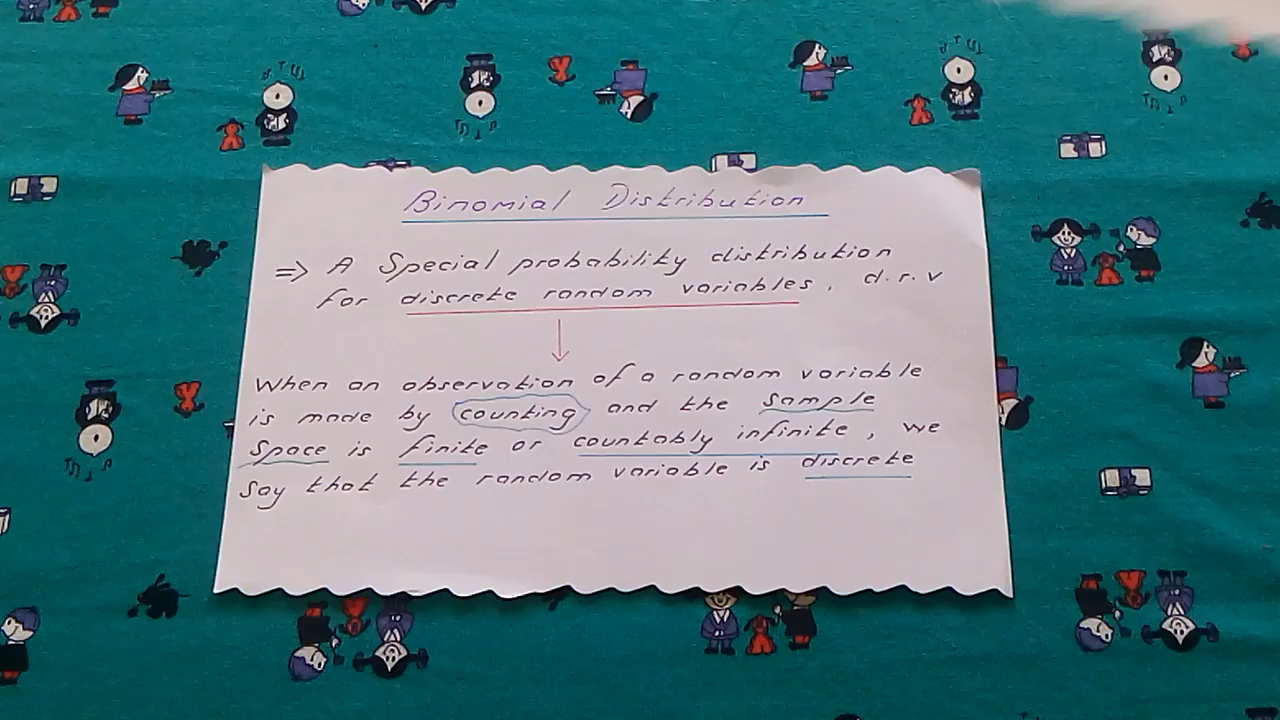 Binomial Distribution
=> A Special probability distribution
for discrete random variables, d.r.v
When an observation of a random variable
is made by counting and the sample
space is finite or countably infinite, we
say that the random variable is discrete